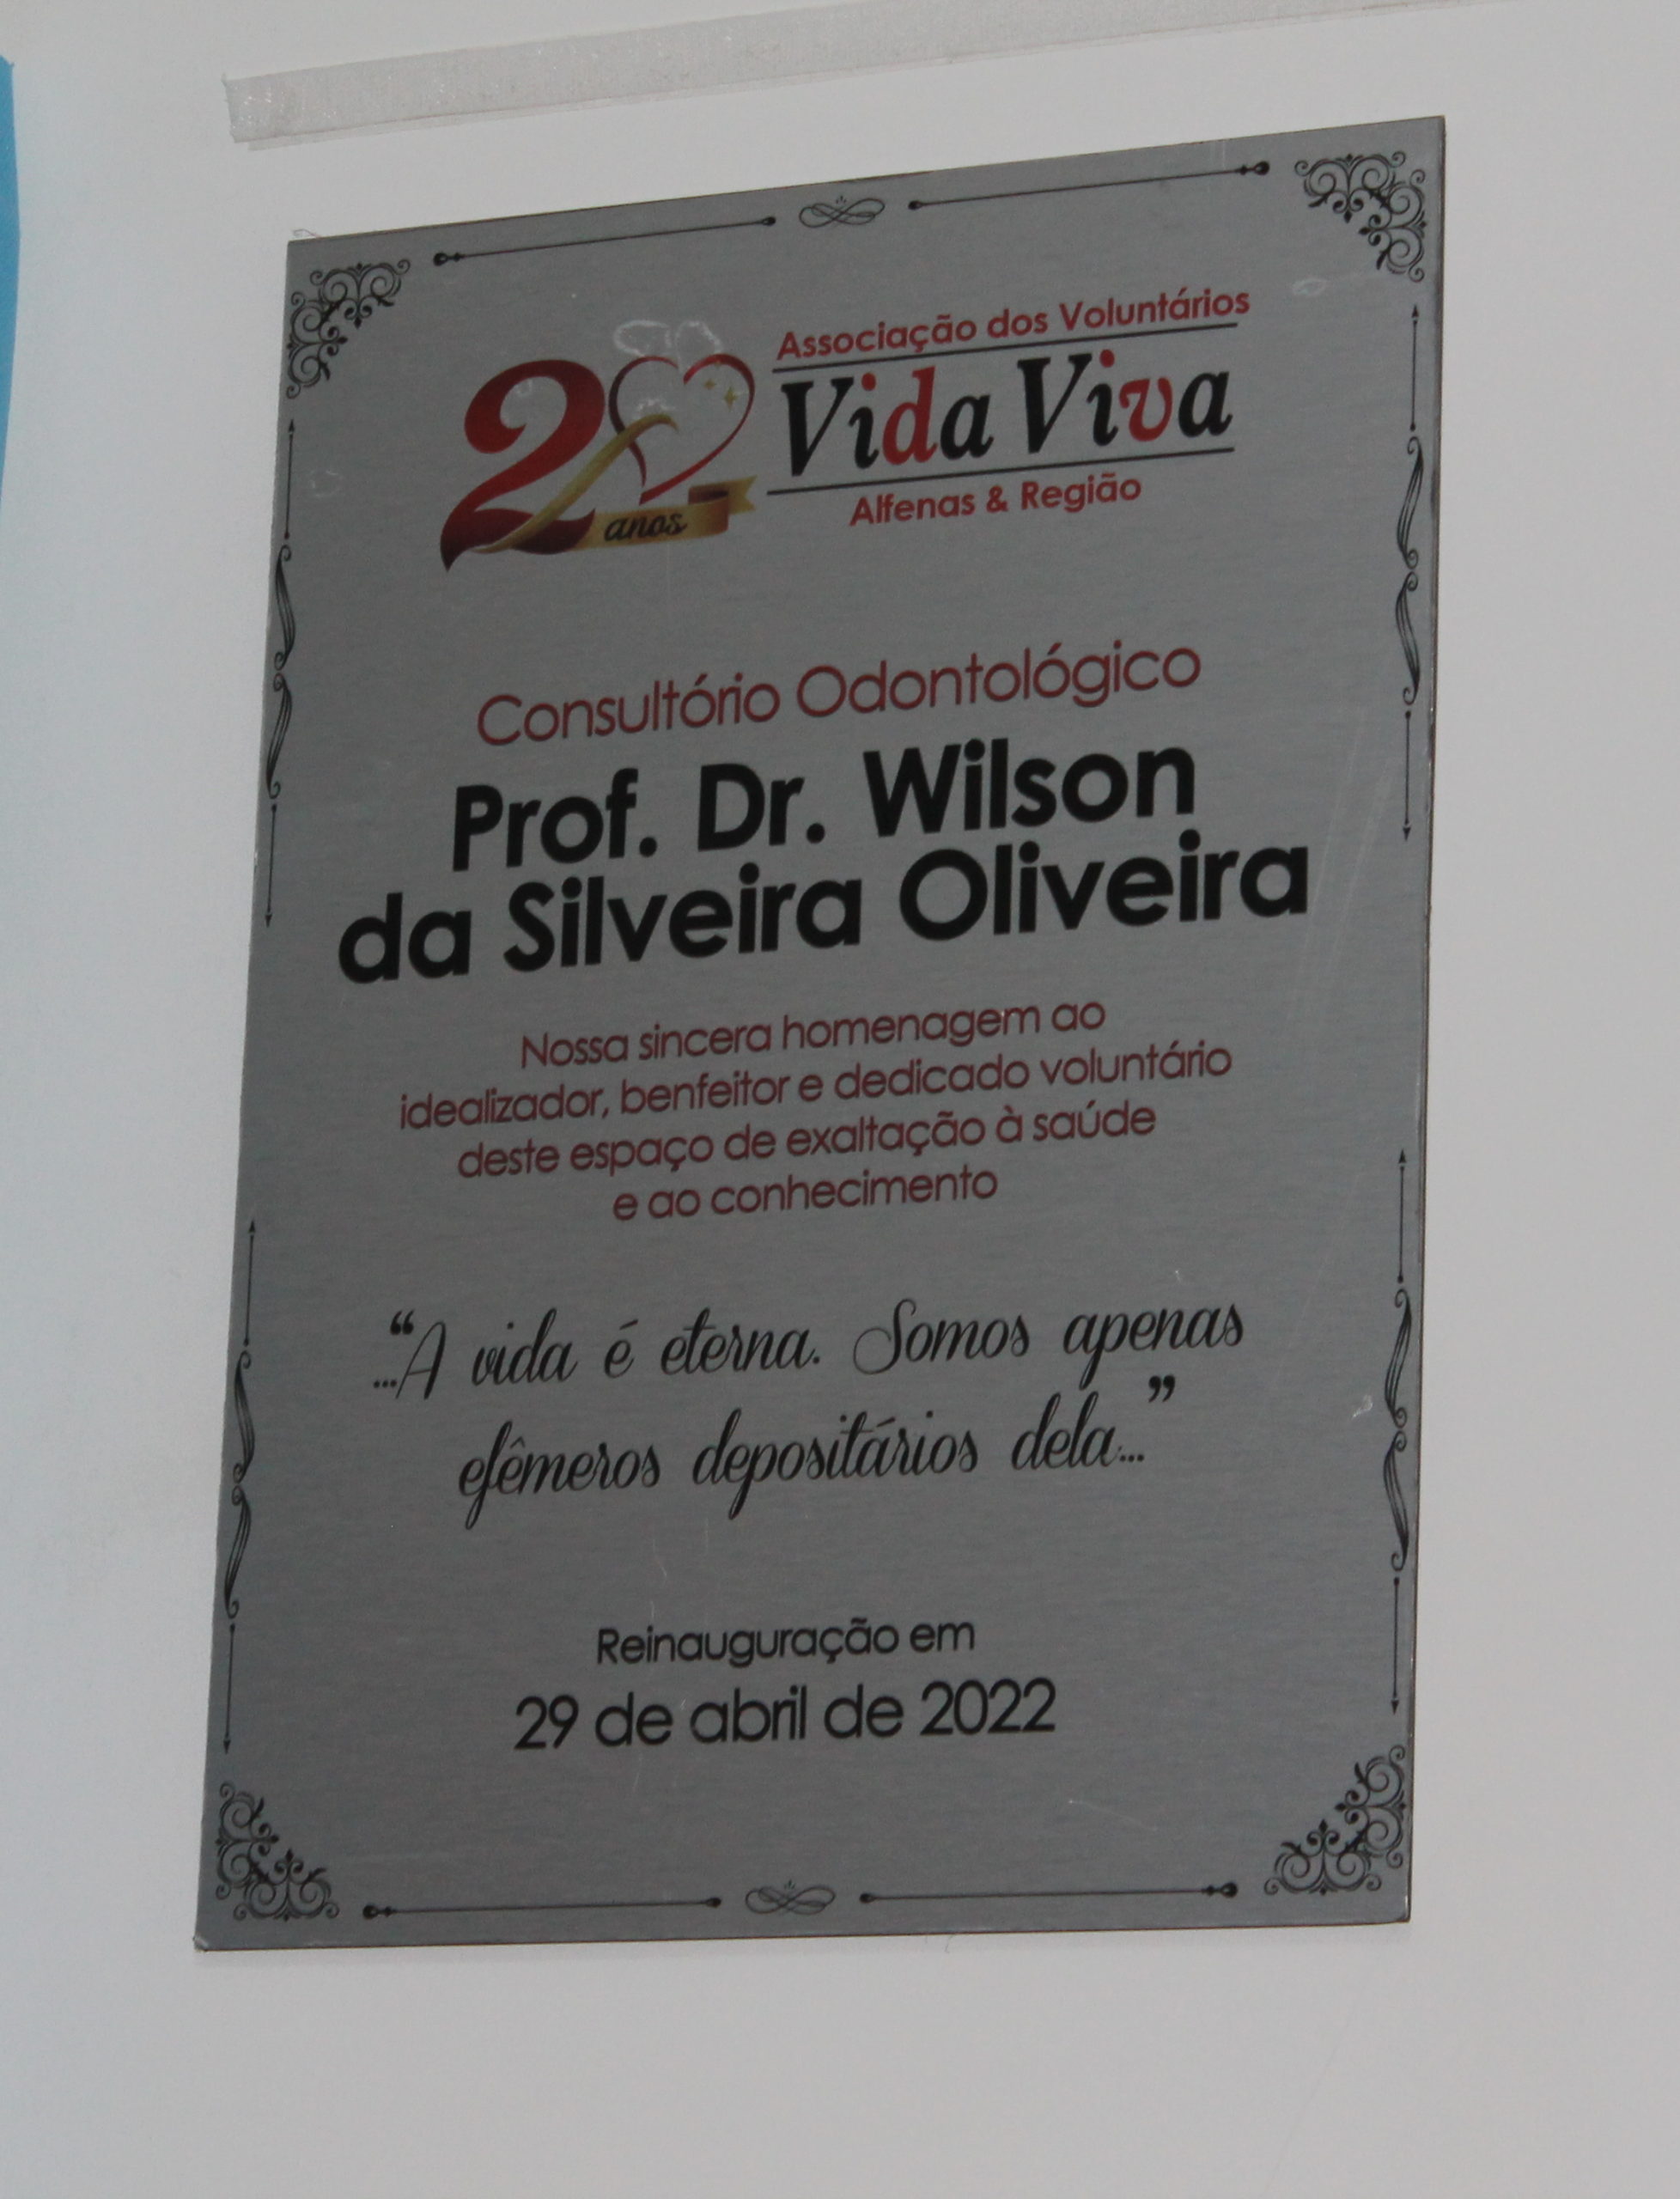 20 anos
Associação dos Voluntários
Vida Viva
Alfenas & Região
Consultório Odontológico
Prof. Dr. Wilson
da Silveira Oliveira
Nossa sincera homenagem ao
idealizador, benfeitor e dedicado voluntário
deste espaço de exaltação à saúde
e ao conhecimento
...“A vida é eterna. Somos apenas
efêmeros depositários dela...”
Reinauguração em
29 de abril de 2022